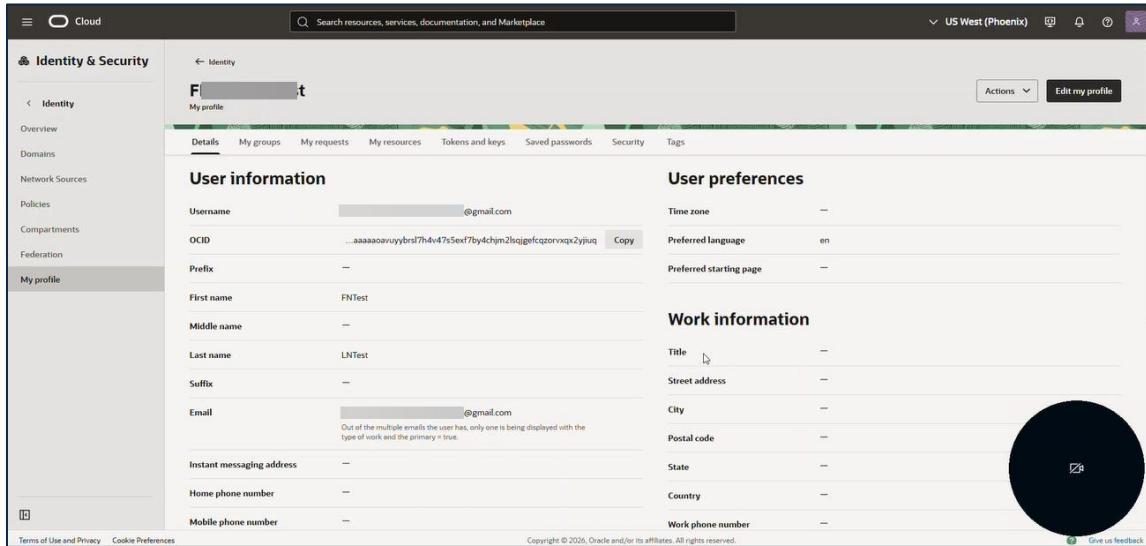 Cloud
Search resources, services, documentation, and Marketplace
US West (Phoenix)
Identity & Security
Identity
Overview
Domains
Network Sources
Policies
Compartments
Federation
My profile
← Identity
F t
My profile
Actions
Edit my profile
Details My groups My requests My resources Tokens and keys Saved passwords Security Tags
User information
Username @gmail.com
OCID ...aaaaaoavuyybrsl7h4v47s5exf7by4chjm2lsqjgefcqzorvxqx2yjiuq Copy
Prefix —
First name FNTest
Middle name —
Last name LNTest
Suffix —
Email @gmail.com
Out of the multiple emails the user has, only one is being displayed with the
type of work and the primary = true.
Instant messaging address —
Home phone number —
Mobile phone number —
User preferences
Time zone —
Preferred language en
Preferred starting page —
Work information
Title —
Street address —
City —
Postal code —
State —
Country —
Work phone number —
Terms of Use and Privacy Cookie Preferences
Copyright © 2026, Oracle and/or its affiliates. All rights reserved.
Give us feedback